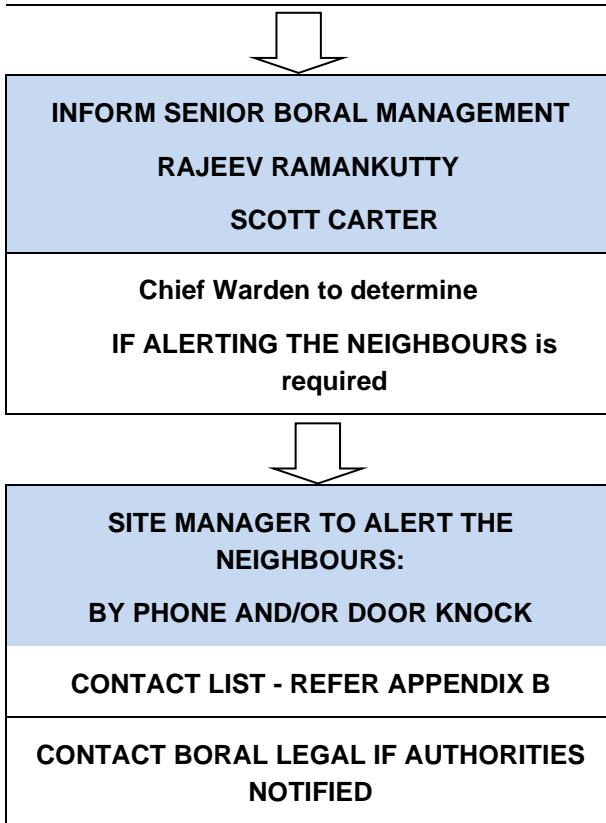 INFORM SENIOR BORAL MANAGEMENT
RAJEEV RAMANKUTTY
SCOTT CARTER
Chief Warden to determine
IF ALERTING THE NEIGHBOURS is
required
SITE MANAGER TO ALERT THE
NEIGHBOURS:
BY PHONE AND/OR DOOR KNOCK
CONTACT LIST - REFER APPENDIX B
CONTACT BORAL LEGAL IF AUTHORITIES
NOTIFIED